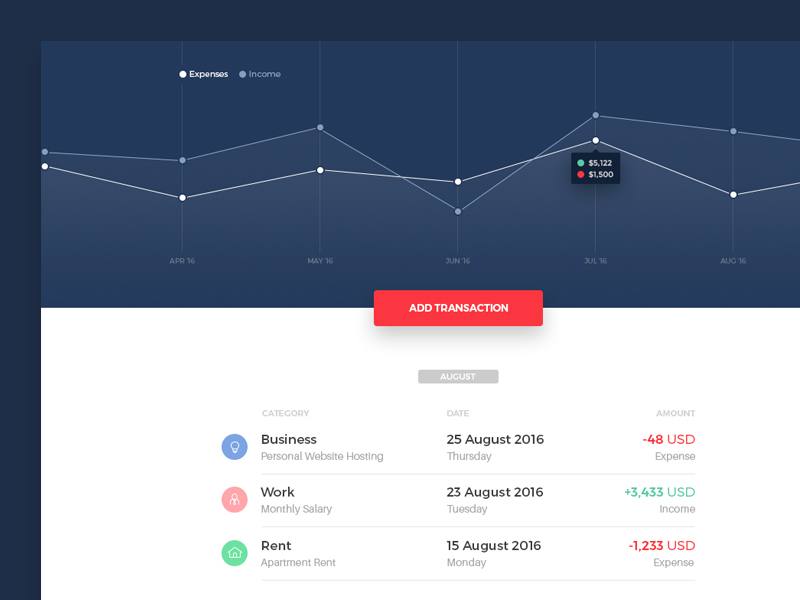 Expenses Income
$5,122
$1,500
APR '16 MAY '16 JUN '16 JUL '16 AUG '16
ADD TRANSACTION
AUGUST
CATEGORY DATE AMOUNT
Business 25 August 2016 -48 USD
Personal Website Hosting Thursday Expense
Work 23 August 2016 +3,433 USD
Monthly Salary Tuesday Income
Rent 15 August 2016 -1,233 USD
Apartment Rent Monday Expense